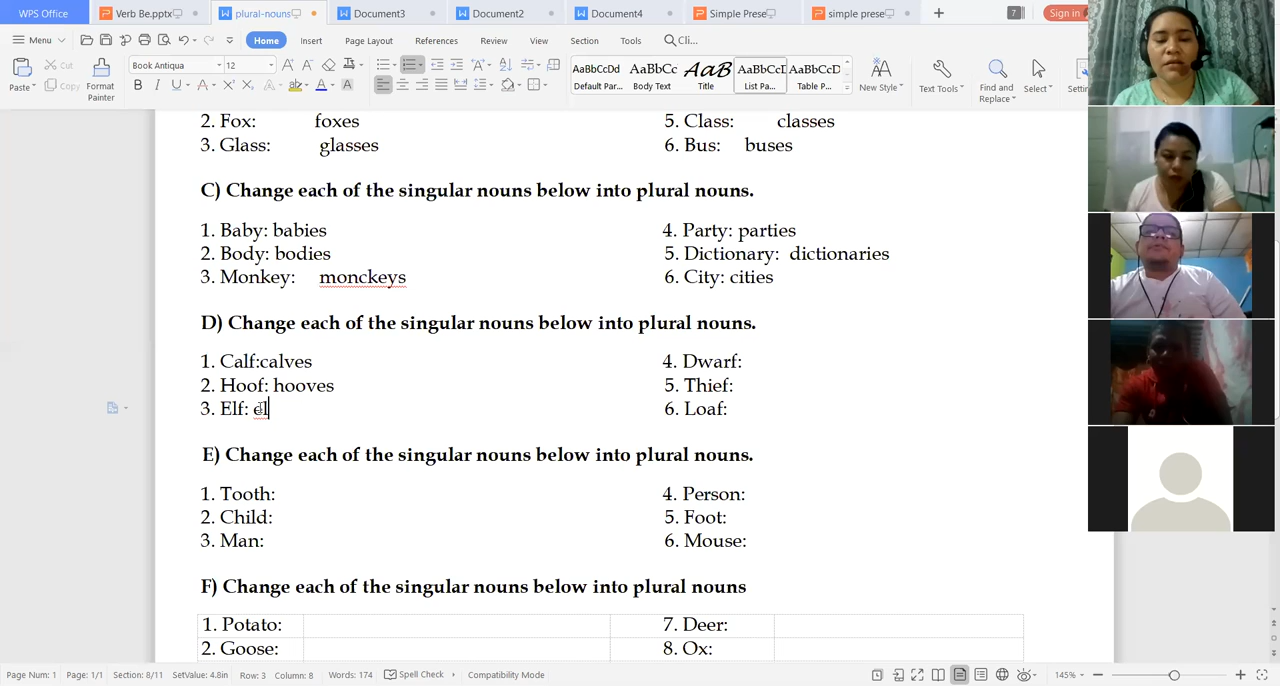 WPS Office Verb Be.pptx plural-nouns Document3 Document2 Document4 Simple Prese simple prese 7 Sign in
Menu Home Insert Page Layout References Review View Section Tools Cli...
Paste Cut Copy Format Painter Book Antiqua 12 AaBbCcDd Default Par... AaBbCc Body Text AaB Title AaBbCcI List Pa... AaBbCcD Table P... New Style Text Tools Find and Replace Select Settin
2. Fox: foxes 5. Class: classes
3. Glass: glasses 6. Bus: buses
C) Change each of the singular nouns below into plural nouns.
1. Baby: babies 4. Party: parties
2. Body: bodies 5. Dictionary: dictionaries
3. Monkey: monckeys 6. City: cities
D) Change each of the singular nouns below into plural nouns.
1. Calf:calves 4. Dwarf:
2. Hoof: hooves 5. Thief:
3. Elf: el 6. Loaf:
E) Change each of the singular nouns below into plural nouns.
1. Tooth: 4. Person:
2. Child: 5. Foot:
3. Man: 6. Mouse:
F) Change each of the singular nouns below into plural nouns
1. Potato: 7. Deer:
2. Goose: 8. Ox:
Page Num: 1 Page: 1/1 Section: 8/11 SetValue: 4.8in Row: 3 Column: 8 Words: 174 Spell Check Compatibility Mode 145%